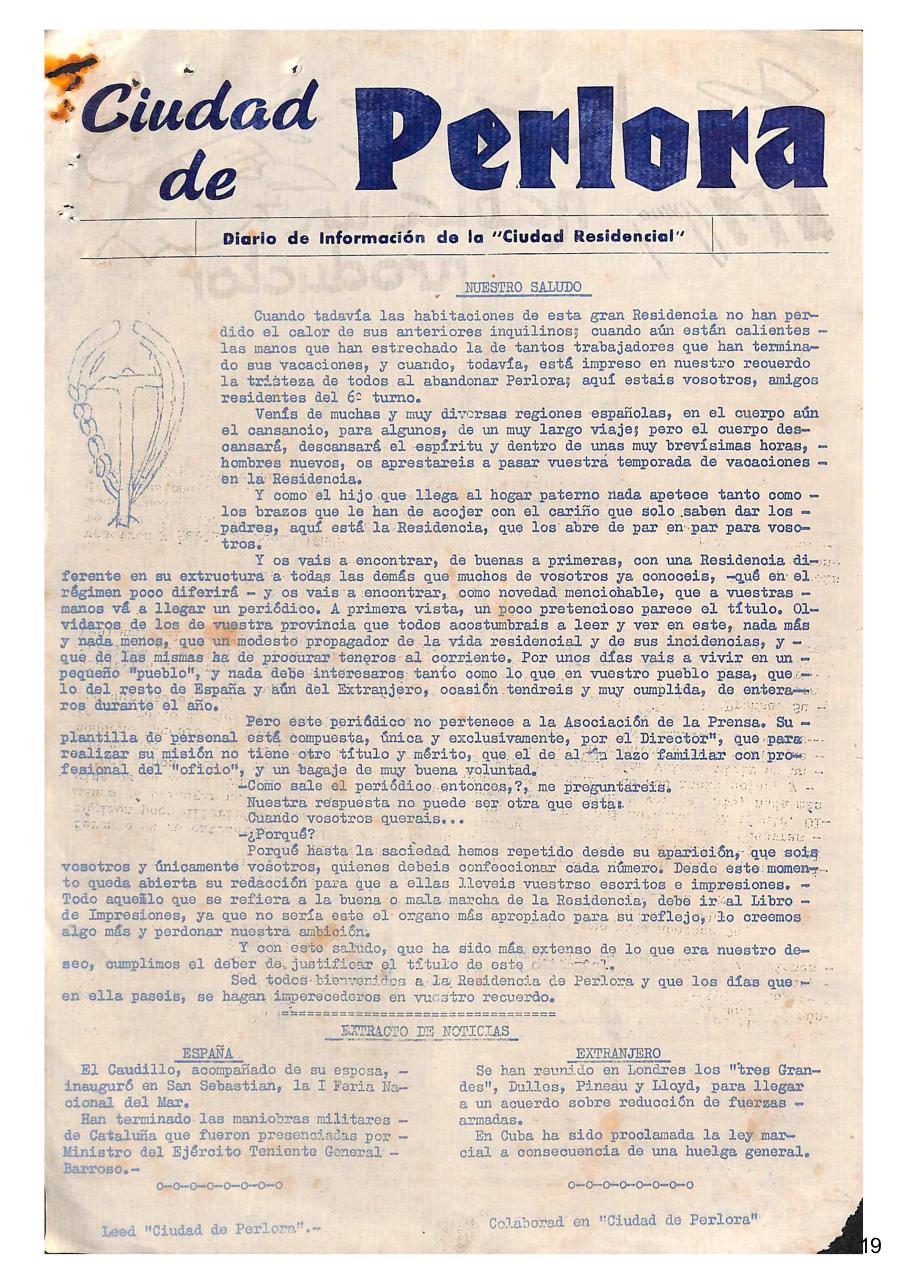 Ciudad de Perlora
Diario de Información de la "Ciudad Residencial"
NUESTRO SALUDO
Cuando tadavía las habitaciones de esta gran Residencia no han per-
dido el calor de sus anteriores inquilinos; cuando aún están calientes -
las manos que han estrechado la de tantos trabajadores que han termina-
do sus vacaciones, y cuando, todavía, está impreso en nuestro recuerdo
la tristeza de todos al abandonar Perlora; aquí estais vosotros, amigos
residentes del 6º turno.
Venís de muchas y muy diversas regiones españolas, en el cuerpo aún
el cansancio, para algunos, de un muy largo viaje; pero el cuerpo des-
cansará, descansará el espíritu y dentro de unas muy brevísimas horas, -
hombres nuevos, os aprestareis a pasar vuestra temporada de vacaciones -
en la Residencia.
Y como el hijo que llega al hogar paterno nada apetece tanto como -
los brazos que le han de acojer con el cariño que solo saben dar los -
padres, aquí está la Residencia, que los abre de par en par para voso-
tros.
Y os vais a encontrar, de buenas a primeras, con una Residencia di-
ferente en su extructura a todas las demás que muchos de vosotros ya conoceis, -qué en el
régimen poco diferirá - y os vais a encontrar, como novedad menciohable, que a vuestras -
manos vá a llegar un periódico. A primera vista, un poco pretencioso parece el título. Ol-
vidaros de los de vuestra provincia que todos acostumbrais a leer y ver en este, nada más
y nada menos, que un modesto propagador de la vida residencial y de sus incidencias, y -
que de las mismas ha de procurar teneros al corriente. Por unos días vais a vivir en un -
pequeño "pueblo", y nada debe interesaros tanto como lo que en vuestro pueblo pasa, que -
lo del resto de España y aún del Extranjero, ocasión tendreis y muy cumplida, de entera-
ros durante el año.
Pero este periódico no pertenece a la Asociación de la Prensa. Su -
plantilla de personal está compuesta, única y exclusivamente, por el Director", que para
realizar su misión no tiene otro título y mérito, que el de lazo familiar con pro-
fesional del "oficio", y un bagaje de muy buena voluntad.
-Como sale el periódico entonces,?, me preguntareis.
Nuestra respuesta no puede ser otra que esta:
Cuando vosotros querais...
-¿Porqué?
Porqué hasta la saciedad hemos repetido desde su aparición, que sois
vosotros y únicamente vosotros, quienes debeis confeccionar cada número. Desde este momen-
to queda abierta su redacción para que a ellas lleveis vuestrso escritos e impresiones. -
Todo aquello que se refiera a la buena o mala marcha de la Residencia, debe ir al Libro -
de Impresiones, ya que no sería este el organo más apropiado para su reflejo, lo creemos
algo más y perdonar nuestra ambición.
Y con este saludo, que ha sido más extenso de lo que era nuestro de-
seo, cumplimos el deber de justificar el título de este
Sed todos bienvenidos a la Residencia de Perlora y que los días que -
en ella paseis, se hagan imperecederos en vuestro recuerdo.
EXTRACTO DE NOTICIAS
ESPAÑA
El Caudillo, acompañado de su esposa, -
inauguró en San Sebastian, la I Feria Na-
cional del Mar.
Han terminado las maniobras militares
de Cataluña que fueron presenciadas por -
Ministro del Ejército Teniente General -
Barroso.-
o-o-o-o-o-o-o-o
Leed "Ciudad de Perlora".-
EXTRANJERO
Se han reunido en Londres los "tres Gran-
des", Dulles, Pineau y Lloyd, para llegar
a un acuerdo sobre reducción de fuerzas -
armadas.
En Cuba ha sido proclamada la ley mar-
cial a consecuencia de una huelga general.
o-o-o-o-o-o-o-o
Colaborad en "Ciudad de Perlora"
19